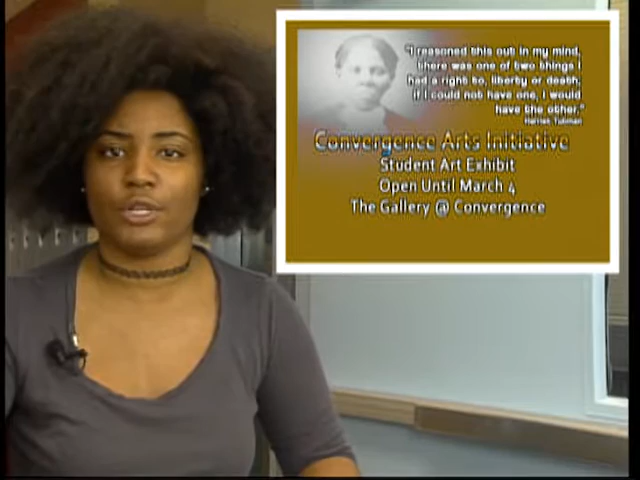 "I reasoned this out in my mind,
there was one of two things I
had a right to, liberty or death;
if I could not have one, I would
have the other."
Harriet Tubman
Convergence Arts Initiative
Student Art Exhibit
Open Until March 4
The Gallery @ Convergence